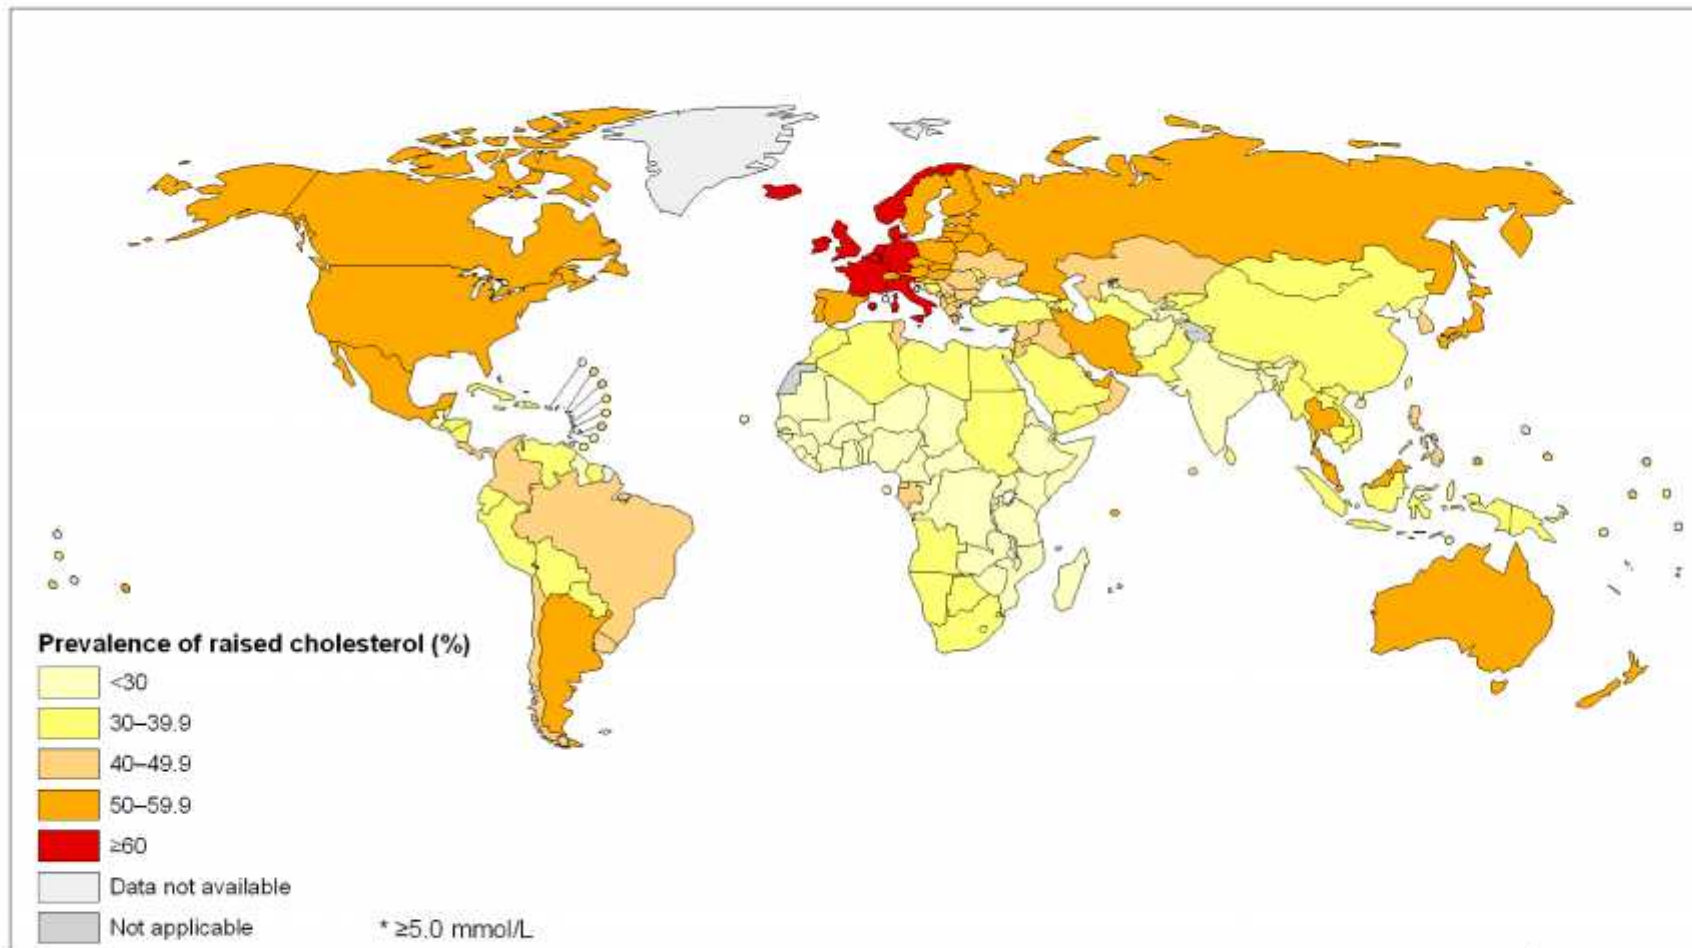 Prevalence of raised cholesterol (%)
<30
30–39.9
40–49.9
50–59.9
≥60
Data not available
Not applicable
* ≥5.0 mmol/L